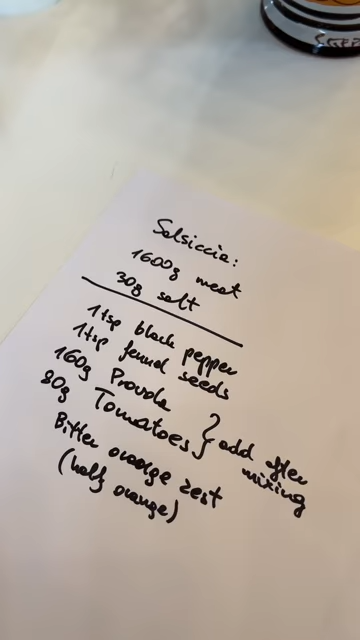 Salsiccia:
1600g meat
30g salt
1tsp black pepper
1tsp fennel seeds
160g Provola
80g Tomatoes } add after mixing
Bitter orange zest
(half orange)